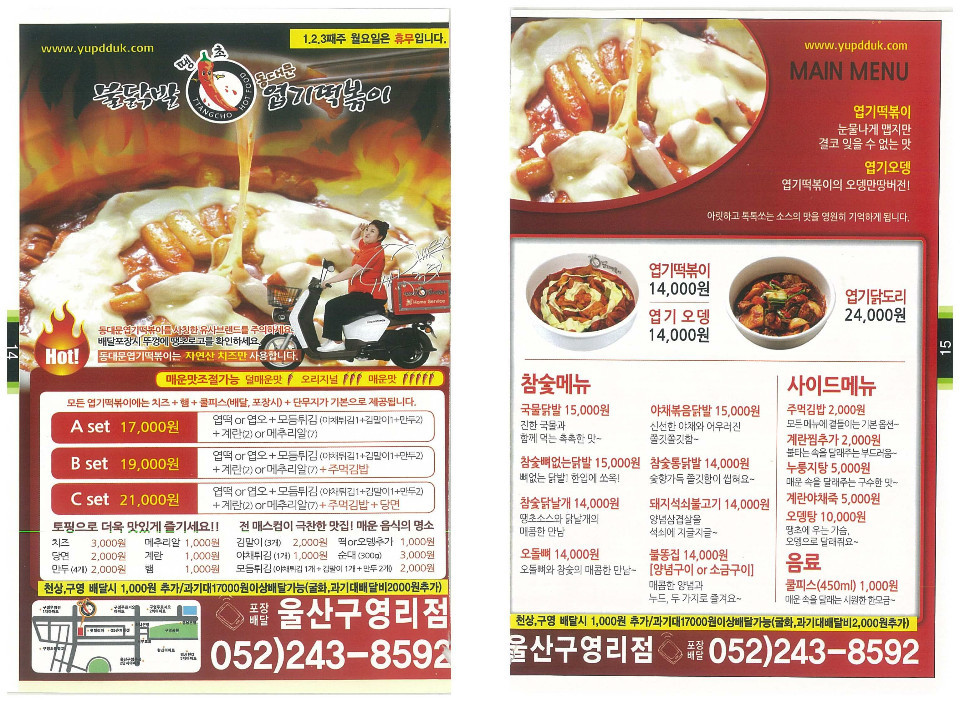 www.yupdduk.com
1.2.3째주 월요일은 휴무입니다.
땡초
불닭발
TTANGCHO HOT FOOD
동대문
엽기떡볶이
Home Service
동대문엽기떡볶이를 사칭한 유사브랜드를 주의하세요.
배달포장시 뚜껑에 땡초로고를 확인하세요.
동대문엽기떡볶이는 자연산 치즈만 사용합니다.
Hot!
14
매운맛조절가능 덜매운맛 오리지널 매운맛
모든 엽기떡볶이에는 치즈 + 햄 + 쿨피스(배달, 포장시) + 단무지가 기본으로 제공됩니다.
A set 17,000원
엽떡 or 엽오 + 모듬튀김 (야채튀김1+김말이1+만두2)
+ 계란(2) or 메추리알(7)
B set 19,000원
엽떡 or 엽오 + 모듬튀김 (야채튀김1+김말이1+만두2)
+ 계란(2) or 메추리알(7) + 주먹김밥
C set 21,000원
엽떡 or 엽오 + 모듬튀김 (야채튀김1+김말이1+만두2)
+ 계란(2) or 메추리알(7) + 주먹김밥 + 당면
토핑으로 더욱 맛있게 즐기세요!!
치즈 3,000원 메추리알 1,000원
당면 2,000원 계란 1,000원
만두 (4개) 2,000원 햄 1,000원
전 매스컴이 극찬한 맛집! 매운 음식의 명소
김말이 (3개) 2,000원 떡 or오뎅추가 1,000원
야채튀김 (1개) 1,000원 순대 (300g) 3,000원
모듬튀김 (야채튀김 1개 + 김말이 1개 + 만두 2개) 2,000원
천상,구영 배달시 1,000원 추가/과기대17000원이상배달가능(굴화,과기대배달비2000원추가)
포장
배달
울산구영리점
052)243-8592
www.yupdduk.com
MAIN MENU
엽기떡볶이
눈물나게 맵지만
결코 잊을 수 없는 맛
엽기오뎅
엽기떡볶이의 오뎅만땅버전!
아릿하고 톡톡쏘는 소스의 맛을 영원히 기억하게 됩니다.
엽기떡볶이
14,000원
엽기 오뎅
14,000원
엽기닭도리
24,000원
15
참숯메뉴
국물닭발 15,000원
진한 국물과
함께 먹는 촉촉한 맛~
참숯뼈없는닭발 15,000원
뼈없는 닭발! 한입에 쏘옥!
참숯닭날개 14,000원
땡초소스와 닭날개의
매콤한 만남
오돌뼈 14,000원
오돌뼈와 참숯의 매콤한 만남~
야채볶음닭발 15,000원
신선한 야채와 어우러진
쫄깃쫄깃함~
참숯통닭발 14,000원
숯향가득 쫄깃함이 씹혀요~
돼지석쇠불고기 14,000원
양념삼겹살을
석쇠에 지글지글~
불똥집 14,000원
[양념구이 or 소금구이]
매콤한 양념과
누드, 두 가지로 즐겨요~
사이드메뉴
주먹김밥 2,000원
모든 메뉴에 곁들이는 기본 옵션~
계란찜추가 2,000원
불타는 속을 달래주는 부드러움~
누룽지탕 5,000원
매운 속을 달래주는 구수한 맛~
계란야채죽 5,000원
오뎅탕 10,000원
땡초에 우는 가슴,
오뎅으로 달래줘요~
음료
쿨피스(450ml) 1,000원
매운 속을 달래는 시원한 한모금~
천상,구영 배달시 1,000원 추가/과기대17000원이상배달가능(굴화,과기대배달비2,000원추가)
울산구영리점
포장
배달
052)243-8592